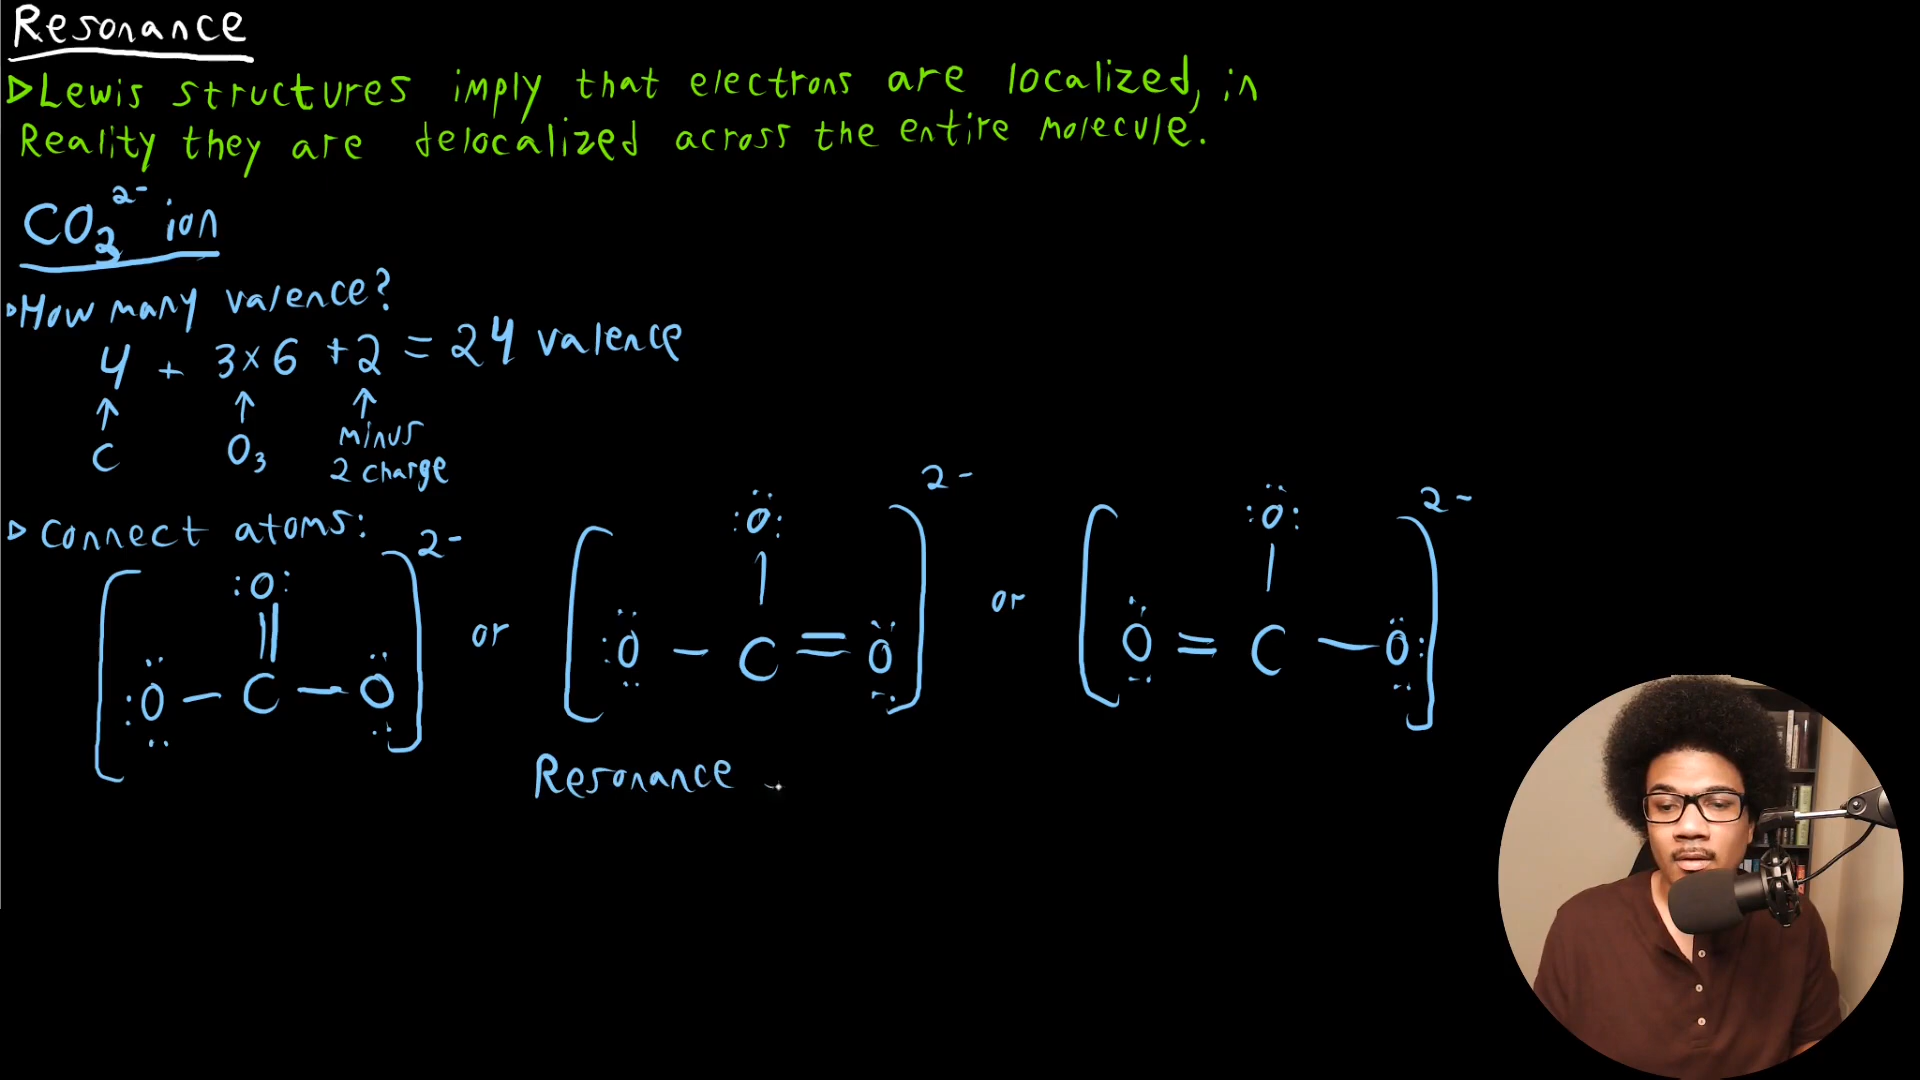 Resonance
▷Lewis structures imply that electrons are localized, in
Reality they are delocalized across the entire molecule.
CO₃²⁻ ion
▷How many valence?
4 + 3×6 +2 = 24 valence
↑ ↑ ↑
C O₃ minus
2 charge
▷ Connect atoms:
[:Ö–C(=O:)–Ö]²⁻ or [:Ö–C(–Ö:)=Ö]²⁻ or [Ö=C(–Ö:)–Ö:]²⁻
Resonance